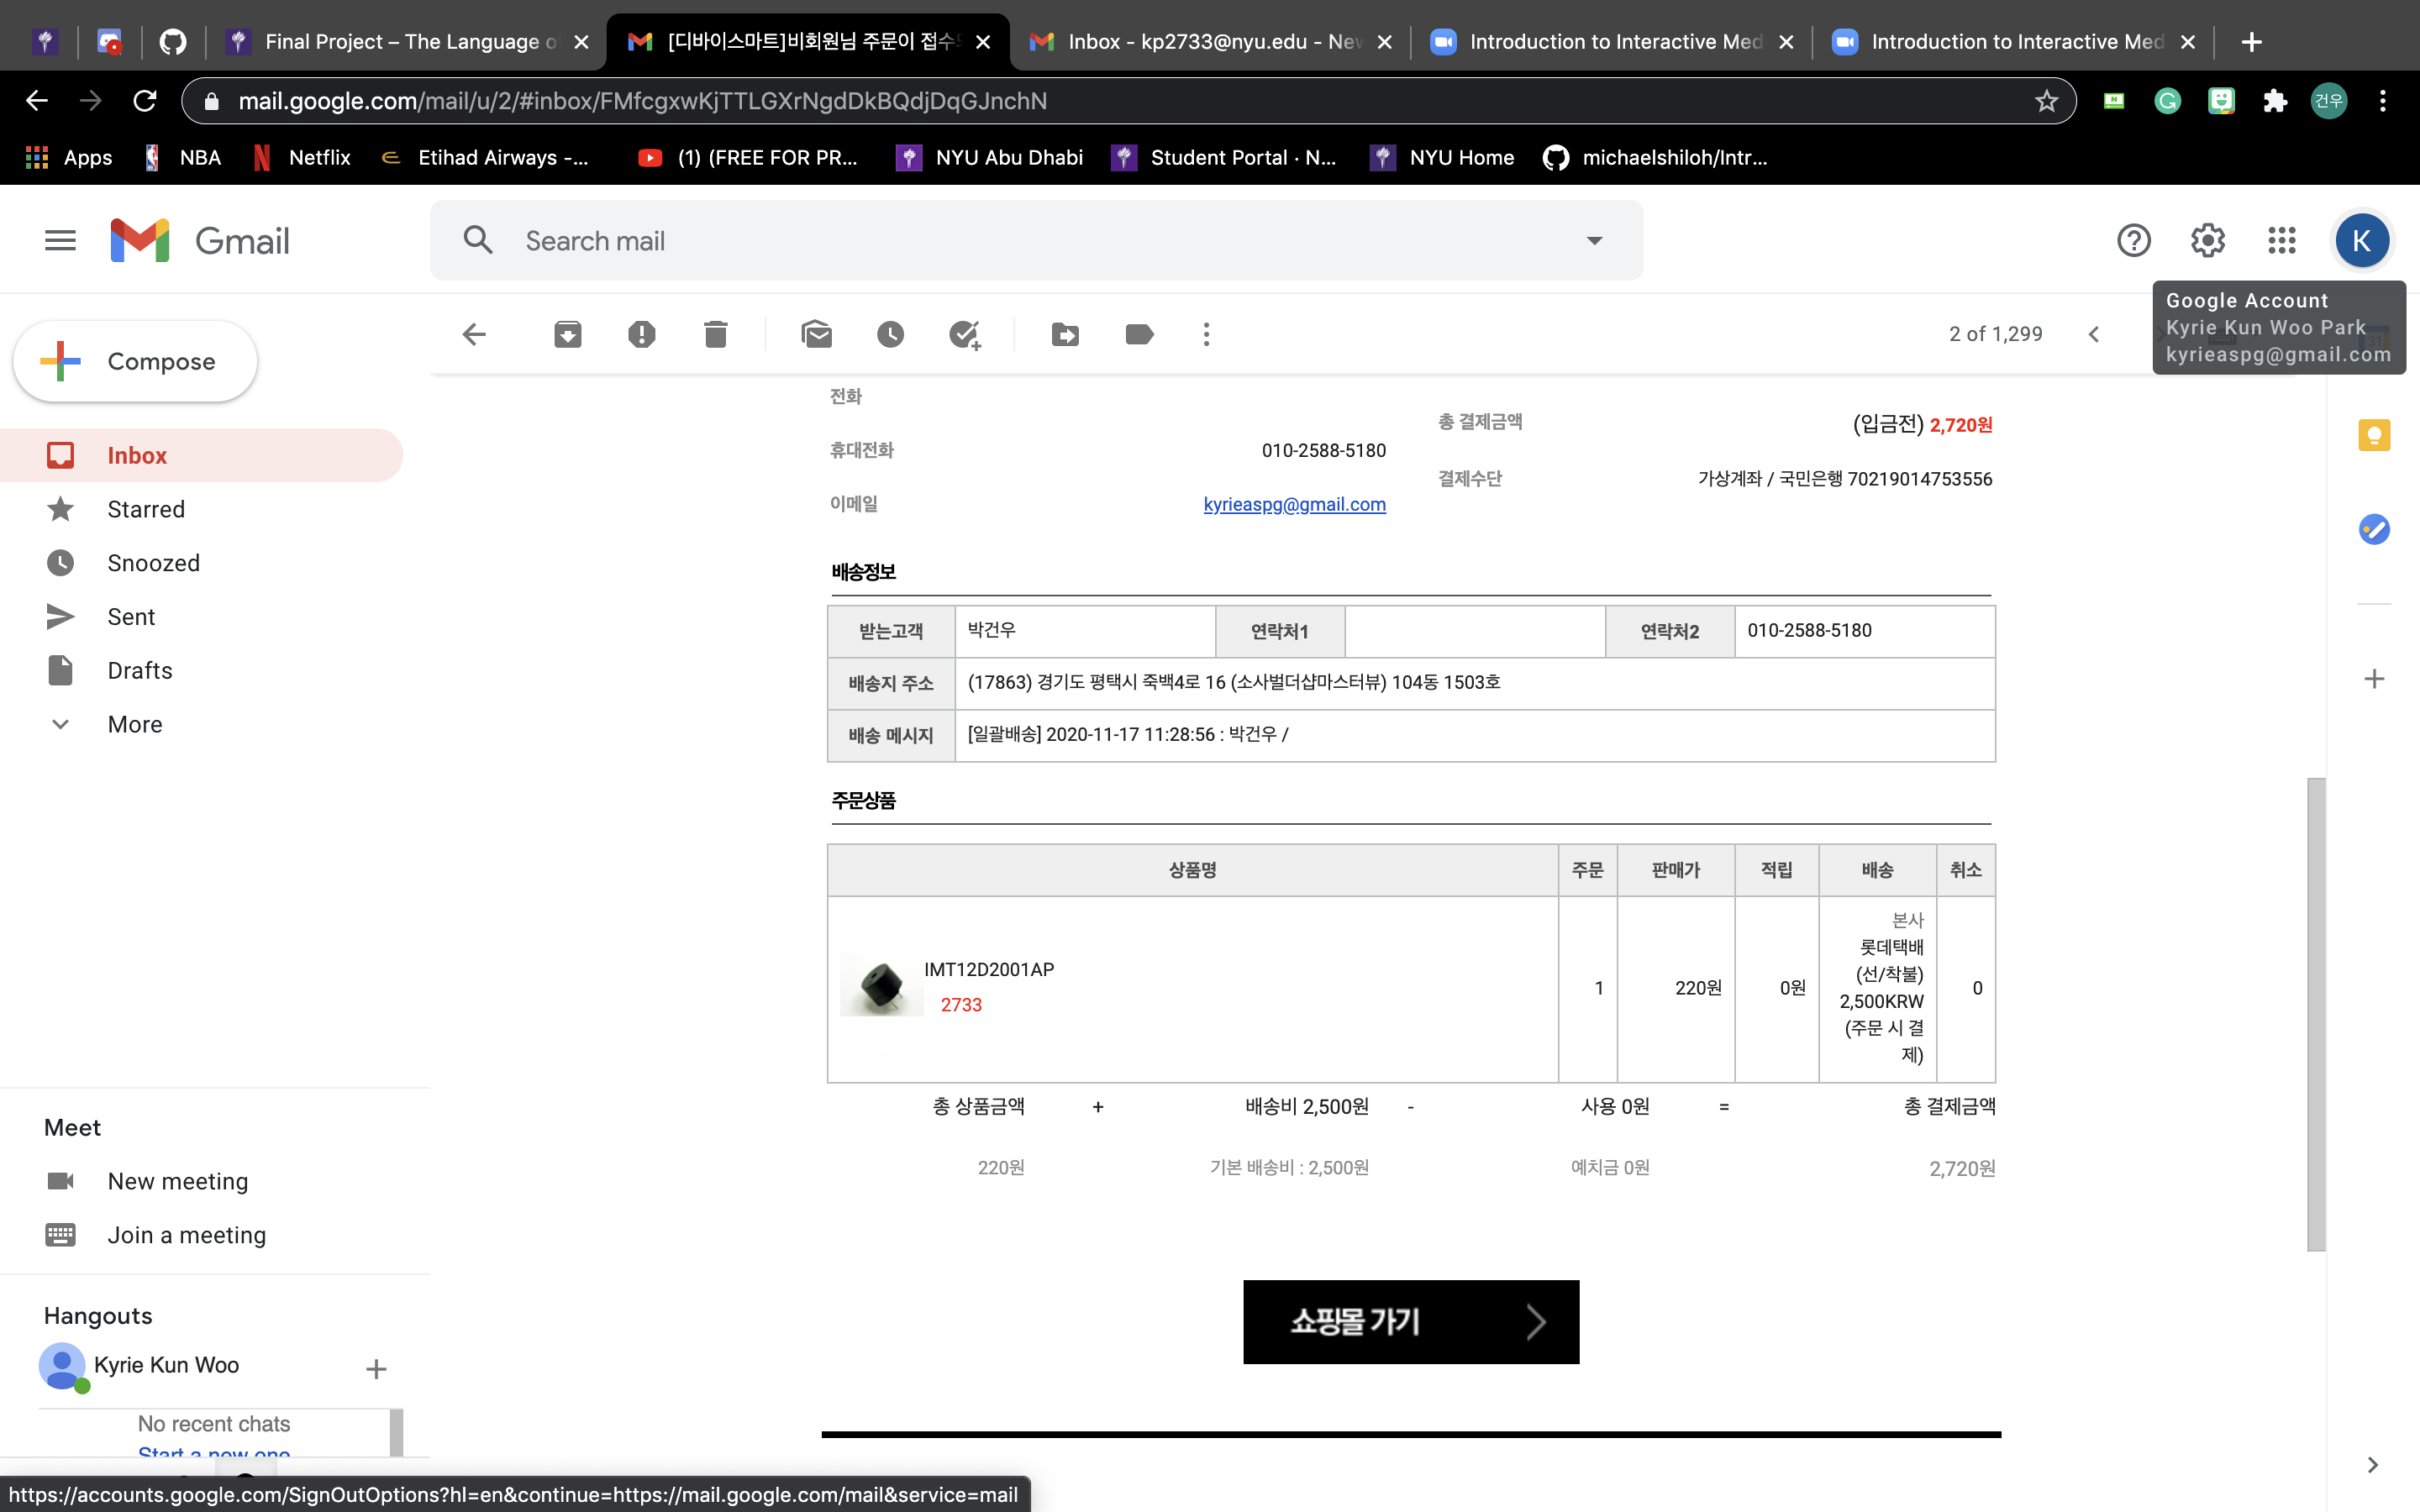 Final Project – The Language o
[디바이스마트]비회원님 주문이 접수
Inbox - kp2733@nyu.edu - Nev
Introduction to Interactive Med
Introduction to Interactive Med
mail.google.com/mail/u/2/#inbox/FMfcgxwKjTTLGXrNgdDkBQdjDqGJnchN
건우
Apps
NBA
Netflix
Etihad Airways -...
(1) (FREE FOR PR...
NYU Abu Dhabi
Student Portal · N...
NYU Home
michaelshiloh/Intr...
Gmail
Search mail
K
Google Account
Kyrie Kun Woo Park
kyrieaspg@gmail.com
Compose
2 of 1,299
Inbox
Starred
Snoozed
Sent
Drafts
More
전화
휴대전화 010-2588-5180
이메일 kyrieaspg@gmail.com
총 결제금액 (입금전) 2,720원
결제수단 가상계좌 / 국민은행 70219014753556
배송정보
받는고객 박건우 연락처1 연락처2 010-2588-5180
배송지 주소 (17863) 경기도 평택시 죽백4로 16 (소사벌더샵마스터뷰) 104동 1503호
배송 메시지 [일괄배송] 2020-11-17 11:28:56 : 박건우 /
주문상품
상품명 주문 판매가 적립 배송 취소
IMT12D2001AP
2733
1 220원 0원
본사
롯데택배
(선/착불)
2,500KRW
(주문 시 결
제)
0
총 상품금액 + 배송비 2,500원 - 사용 0원 = 총 결제금액
220원 기본 배송비 : 2,500원 예치금 0원 2,720원
쇼핑몰 가기
Meet
New meeting
Join a meeting
Hangouts
Kyrie Kun Woo
No recent chats
Start a new one
https://accounts.google.com/SignOutOptions?hl=en&continue=https://mail.google.com/mail&service=mail